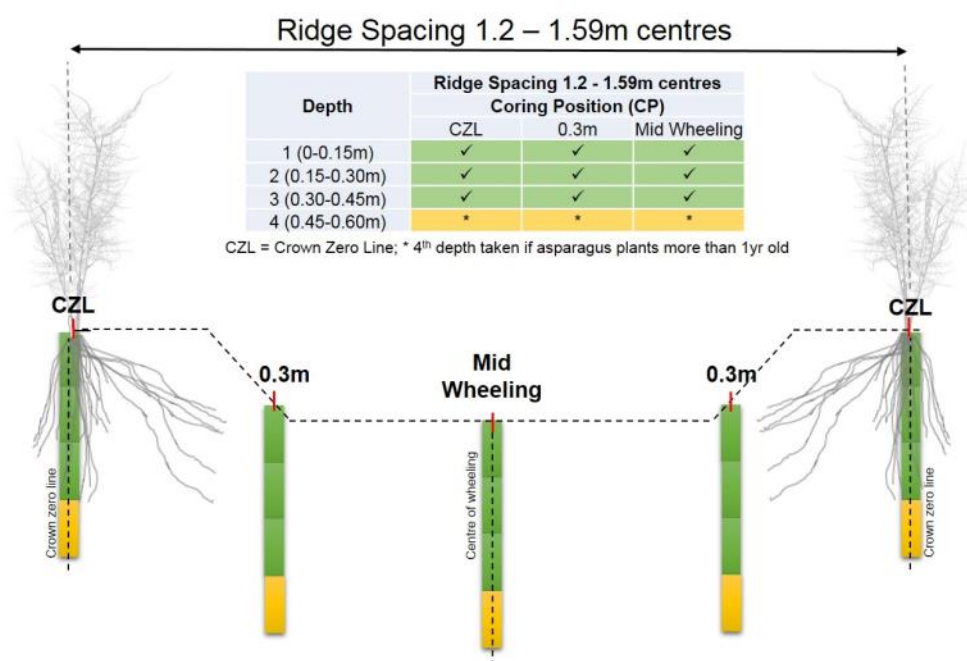 Ridge Spacing 1.2 – 1.59m centres
Ridge Spacing 1.2 - 1.59m centres
Depth
Coring Position (CP)
CZL 0.3m Mid Wheeling
1 (0-0.15m) ✓ ✓ ✓
2 (0.15-0.30m) ✓ ✓ ✓
3 (0.30-0.45m) ✓ ✓ ✓
4 (0.45-0.60m) * * *
CZL = Crown Zero Line; * 4th depth taken if asparagus plants more than 1yr old
CZL
CZL
0.3m
Mid
Wheeling
0.3m
Crown zero line
Centre of wheeling
Crown zero line